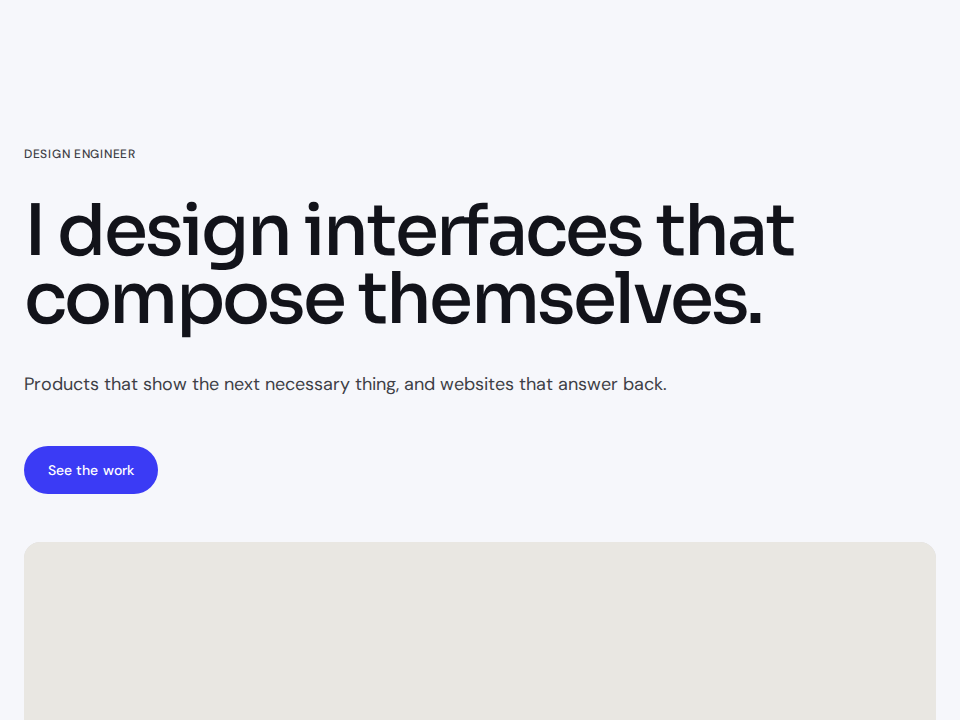 DESIGN ENGINEER
I design interfaces that
compose themselves.
Products that show the next necessary thing, and websites that answer back.
See the work